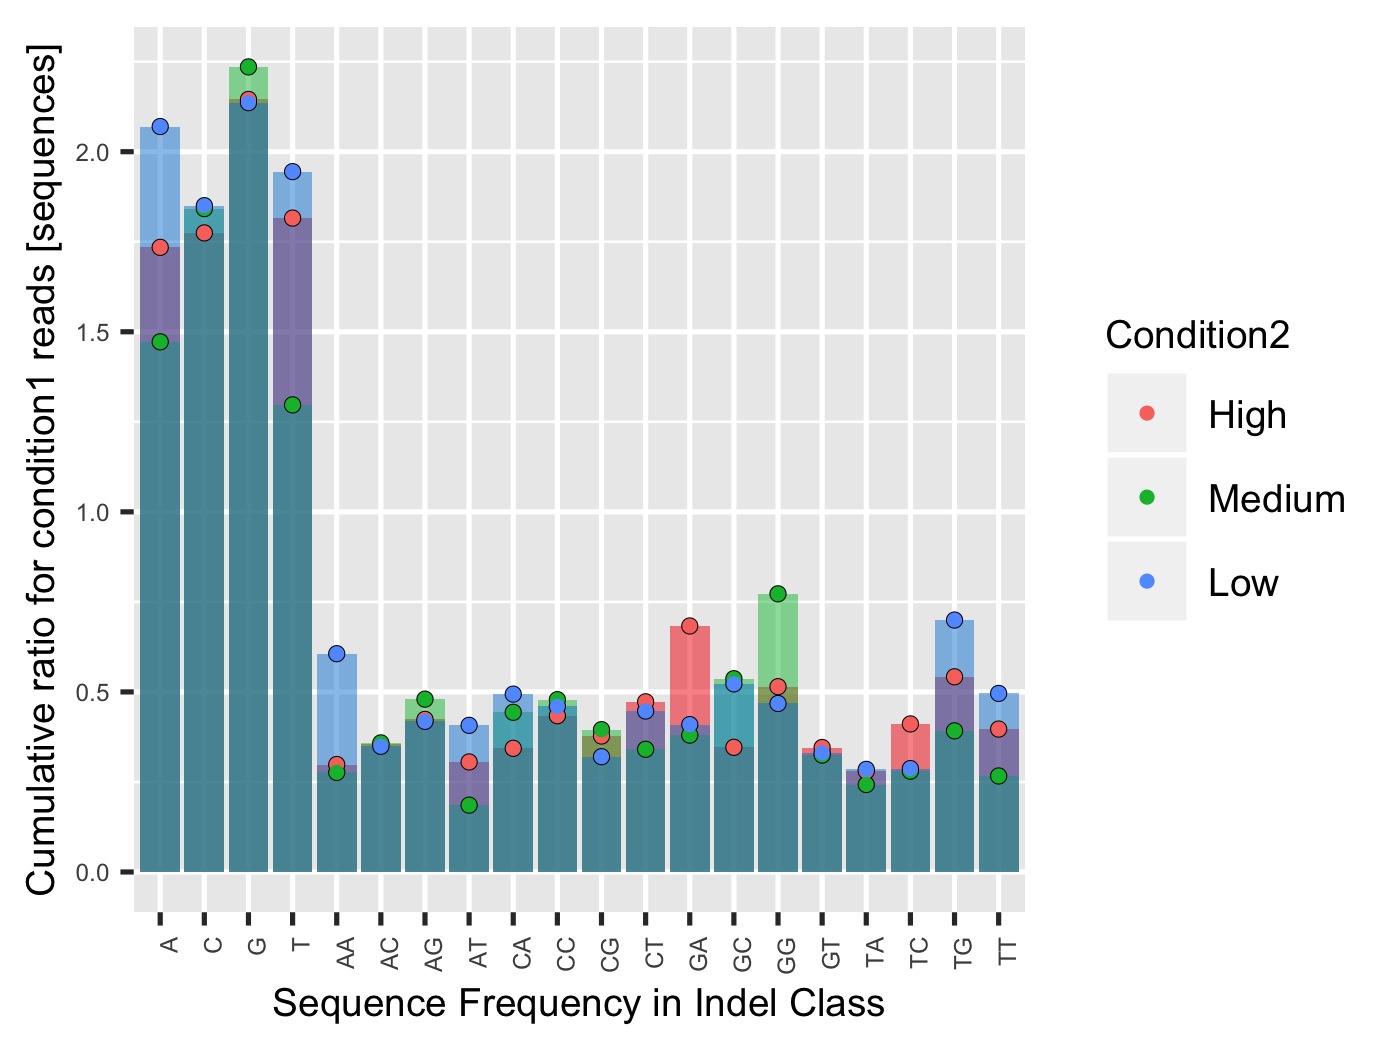 Cumulative ratio for condition1 reads [sequences]
2.0
1.5
1.0
0.5
0.0
A C G T AA AC AG AT CA CC CG CT GA GC GG GT TA TC TG TT
Sequence Frequency in Indel Class
Condition2
High
Medium
Low